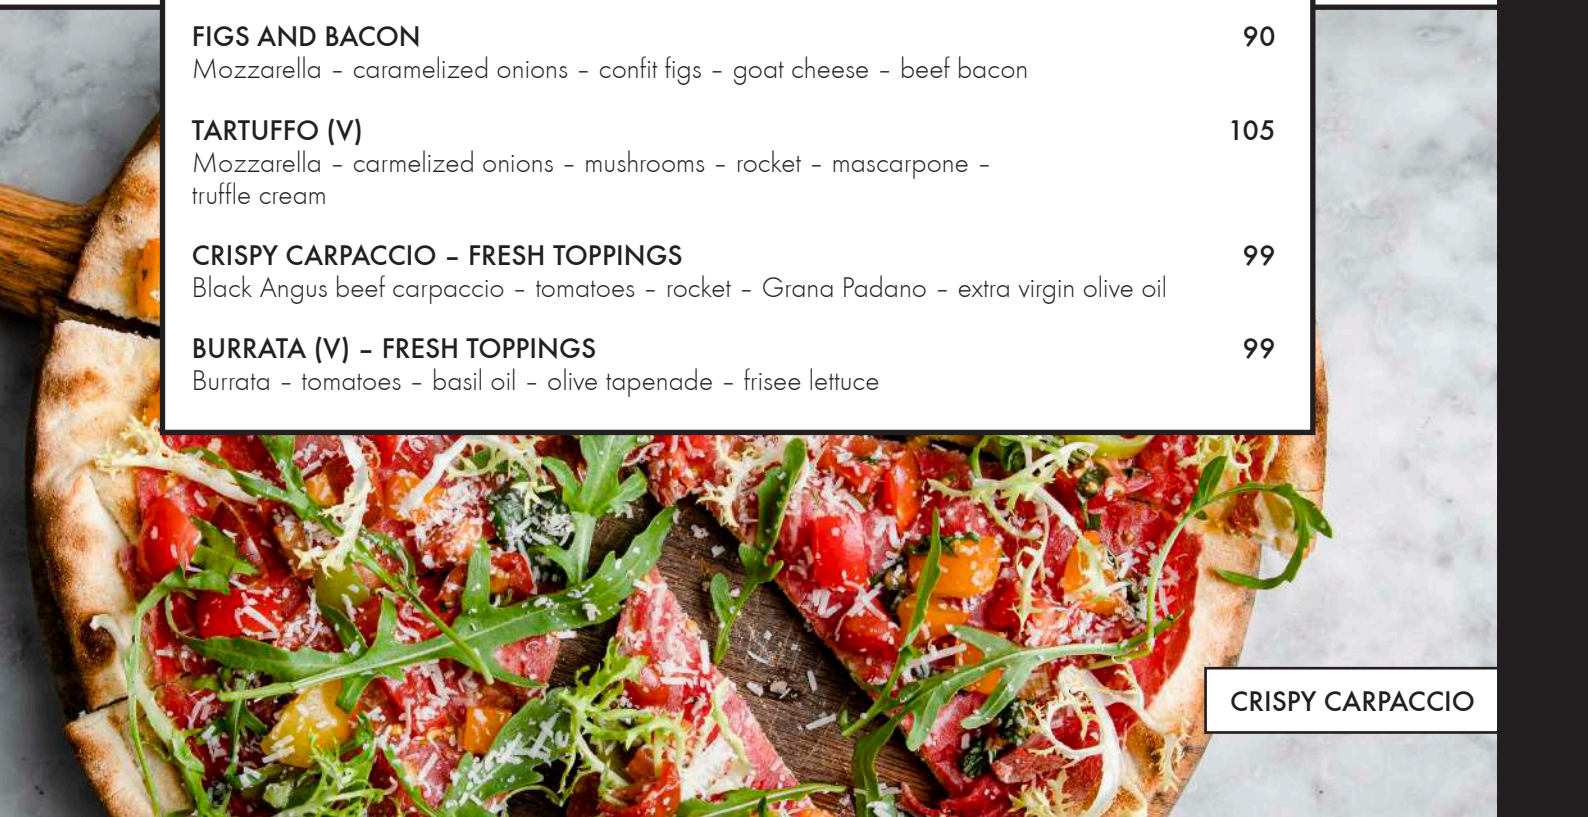 FIGS AND BACON 90
Mozzarella – caramelized onions – confit figs – goat cheese – beef bacon
TARTUFFO (V) 105
Mozzarella – carmelized onions – mushrooms – rocket – mascarpone –
truffle cream
CRISPY CARPACCIO – FRESH TOPPINGS 99
Black Angus beef carpaccio – tomatoes – rocket – Grana Padano – extra virgin olive oil
BURRATA (V) – FRESH TOPPINGS 99
Burrata – tomatoes – basil oil – olive tapenade – frisee lettuce
CRISPY CARPACCIO